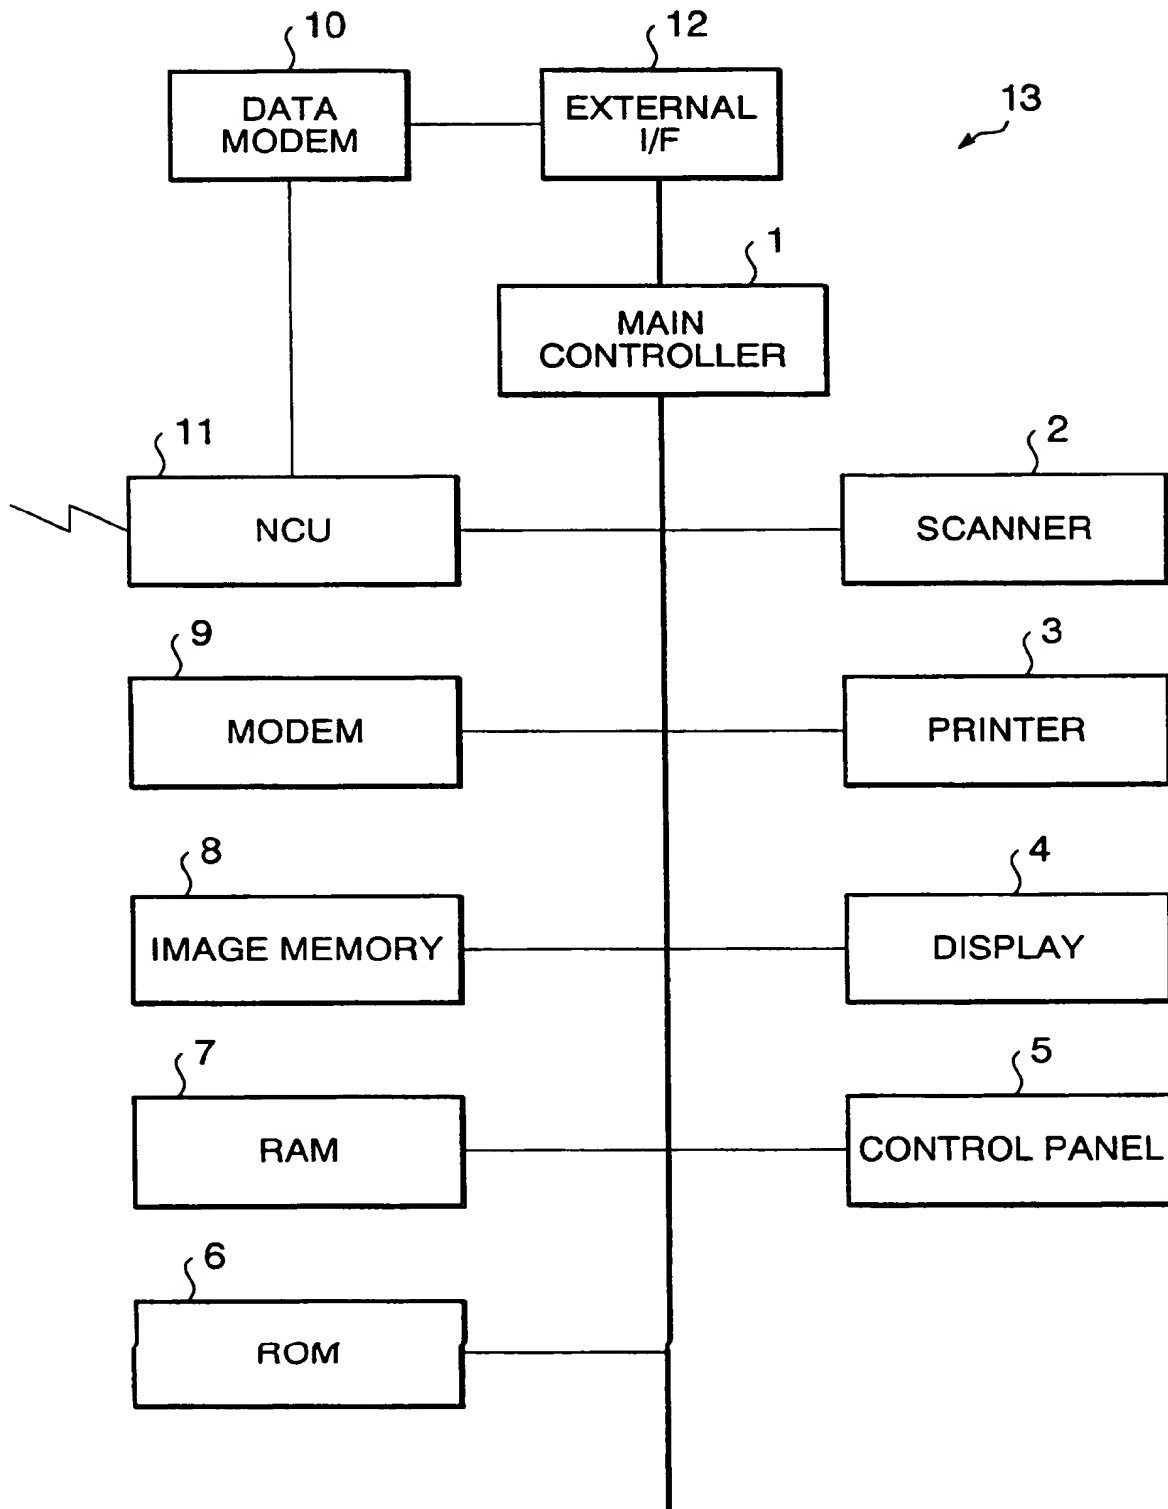 10
12
DATA
MODEM
EXTERNAL
I/F
13
1
MAIN
CONTROLLER
11
2
NCU
SCANNER
9
3
MODEM
PRINTER
8
4
IMAGE MEMORY
DISPLAY
7
5
RAM
CONTROL PANEL
6
ROM